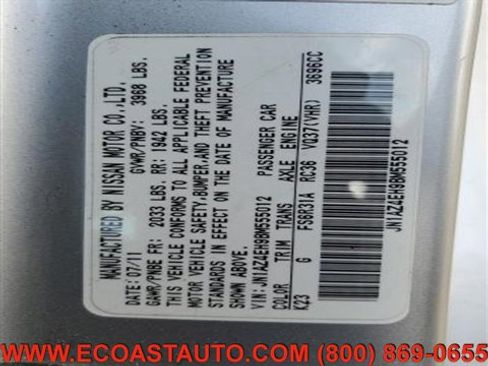 MANUFACTURED BY NISSAN MOTOR CO.,LTD.
DATE: 07/11 GVWR/PNBV: 3968 LBS.
GAWR/PNBE FR: 2033 LBS. RR: 1942 LBS.
THIS VEHICLE CONFORMS TO ALL APPLICABLE FEDERAL
MOTOR VEHICLE SAFETY,BUMPER,AND THEFT PREVENTION
STANDARDS IN EFFECT ON THE DATE OF MANUFACTURE
SHOWN ABOVE.
VIN: JN1AZ4EH9BM555012 PASSENGER CAR
COLOR TRIM TRANS AXLE ENGINE
K23 G FS6R31A RC36 VQ37(VHR) 3696CC
JN1AZ4EH9BM555012
WWW.ECOASTAUTO.COM (800) 869-0655